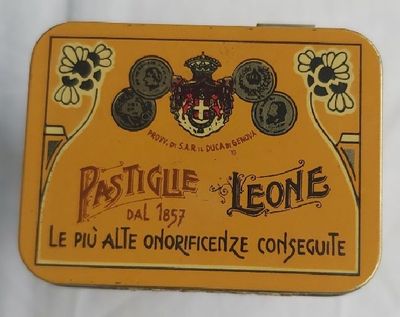 PROVV. DI S.A.R. IL DUCA DI GENOVA
PASTIGLIE LEONE
DAL 1857
LE PIÙ ALTE ONORIFICENZE CONSEGUITE